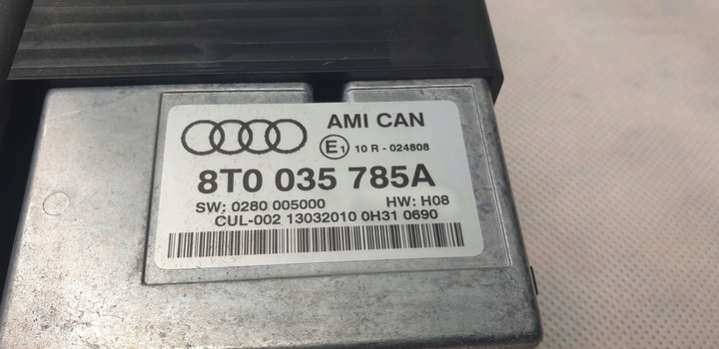 AMI CAN
E1 10 R - 024808
8T0 035 785A
SW: 0280 005000 HW: H08
CUL-002 13032010 0H31 0690